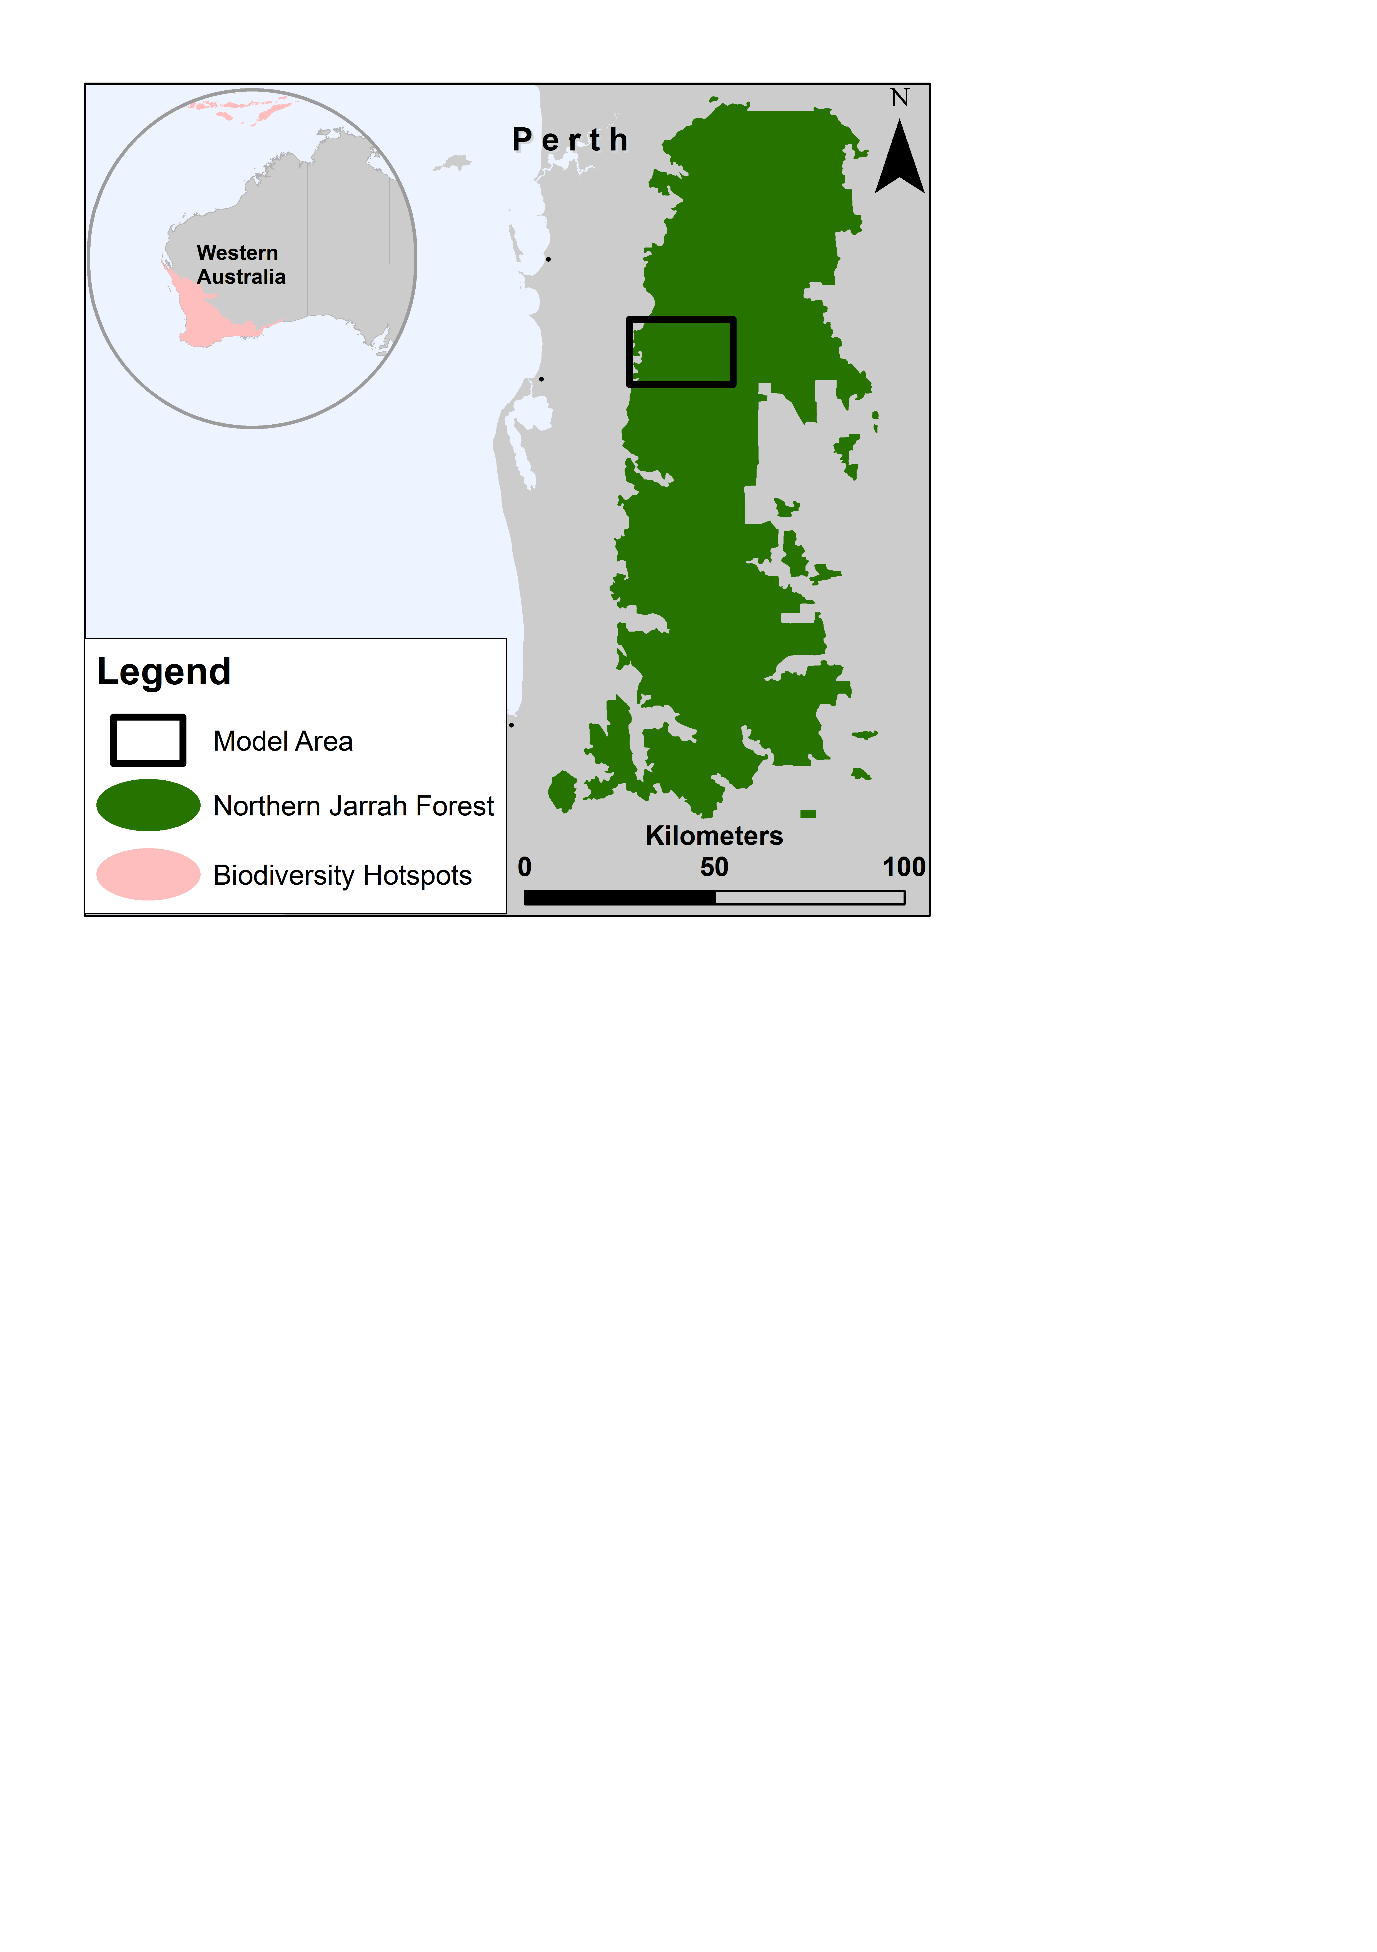 N
Perth
Western
Australia
Legend
Model Area
Northern Jarrah Forest
Biodiversity Hotspots
Kilometers
0 50 100